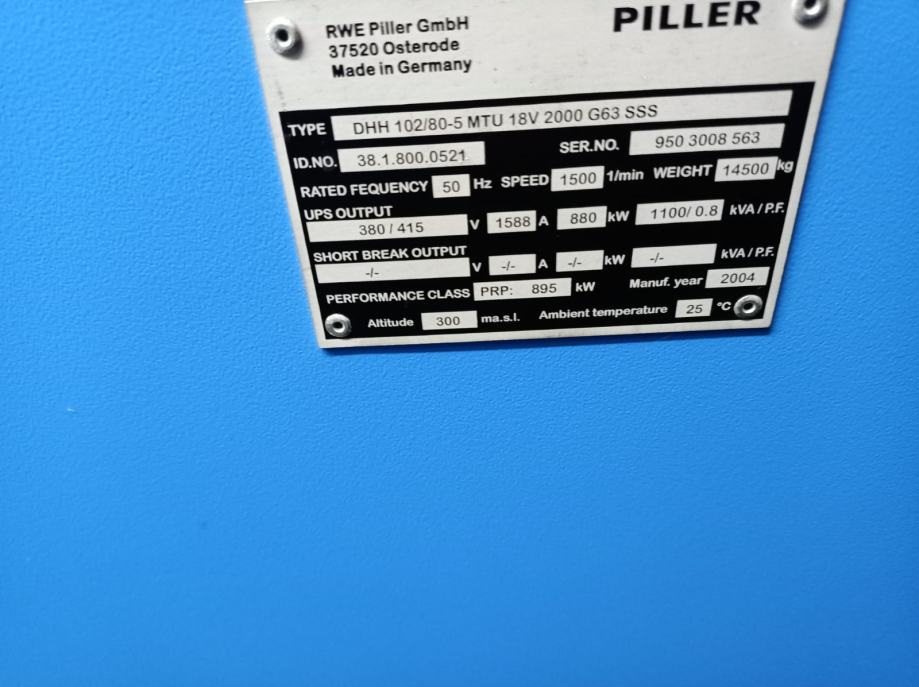 RWE Piller GmbH
37520 Osterode
Made in Germany
PILLER
TYPE DHH 102/80-5 MTU 18V 2000 G63 SSS
ID.NO. 38.1.800.0521 SER.NO. 950 3008 563
RATED FEQUENCY 50 Hz SPEED 1500 1/min WEIGHT 14500 kg
UPS OUTPUT
380 / 415 V 1588 A 880 kW 1100/ 0.8 kVA / P.F.
SHORT BREAK OUTPUT
-/- V -/- A -/- kW -/- kVA / P.F.
PERFORMANCE CLASS PRP: 895 kW Manuf. year 2004
Altitude 300 ma.s.l. Ambient temperature 25 °C